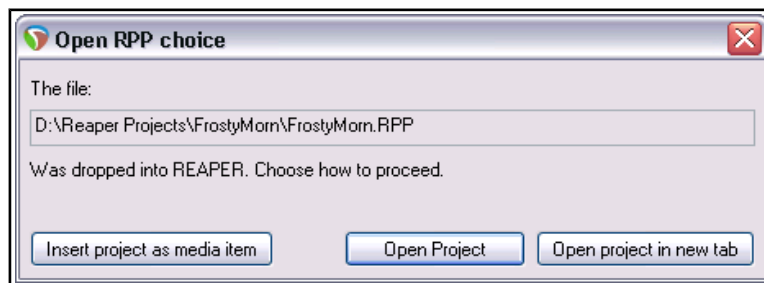 Open RPP choice
The file:
D:\Reaper Projects\FrostyMorn\FrostyMorn.RPP
Was dropped into REAPER. Choose how to proceed.
Insert project as media item Open Project Open project in new tab